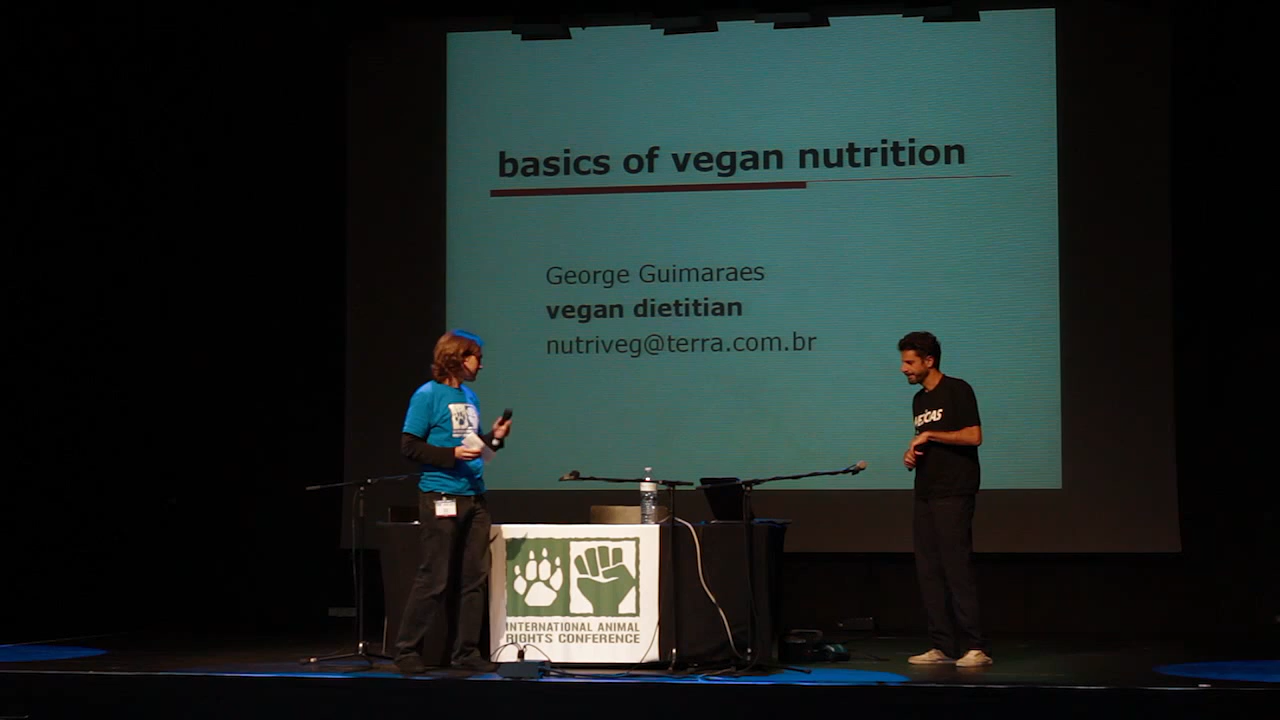 basics of vegan nutrition
George Guimaraes
vegan dietitian
nutriveg@terra.com.br
INTERNATIONAL ANIMAL
RIGHTS CONFERENCE